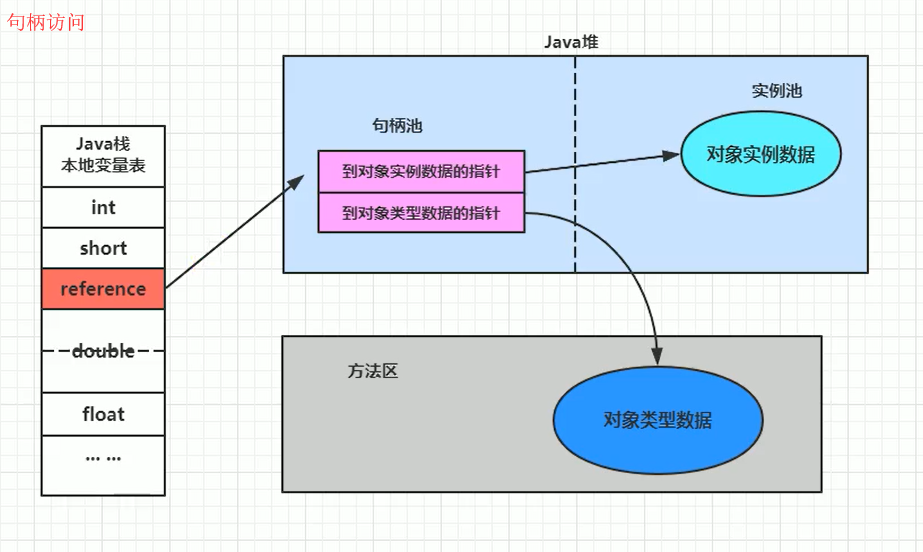 句柄访问
Java堆
实例池
句柄池
Java栈
本地变量表
到对象实例数据的指针
对象实例数据
int
到对象类型数据的指针
short
reference
double
方法区
float
对象类型数据
... ...